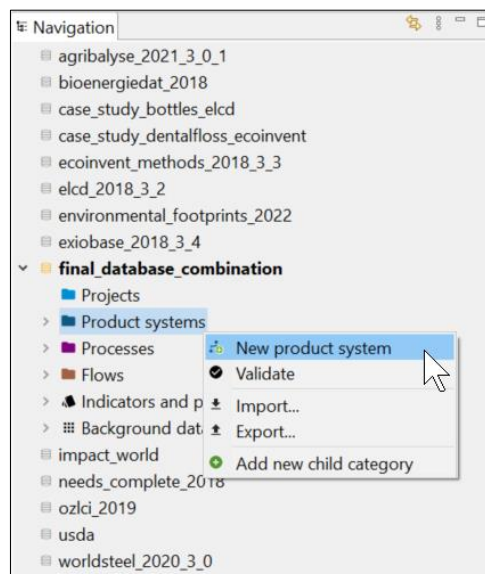 Navigation
agribalyse_2021_3_0_1
bioenergiedat_2018
case_study_bottles_elcd
case_study_dentalfloss_ecoinvent
ecoinvent_methods_2018_3_3
elcd_2018_3_2
environmental_footprints_2022
exiobase_2018_3_4
final_database_combination
Projects
Product systems
New product system
Processes
Validate
Flows
Indicators and p
Import...
Background dat
Export...
impact_world
Add new child category
needs_complete_2018
ozlci_2019
usda
worldsteel_2020_3_0